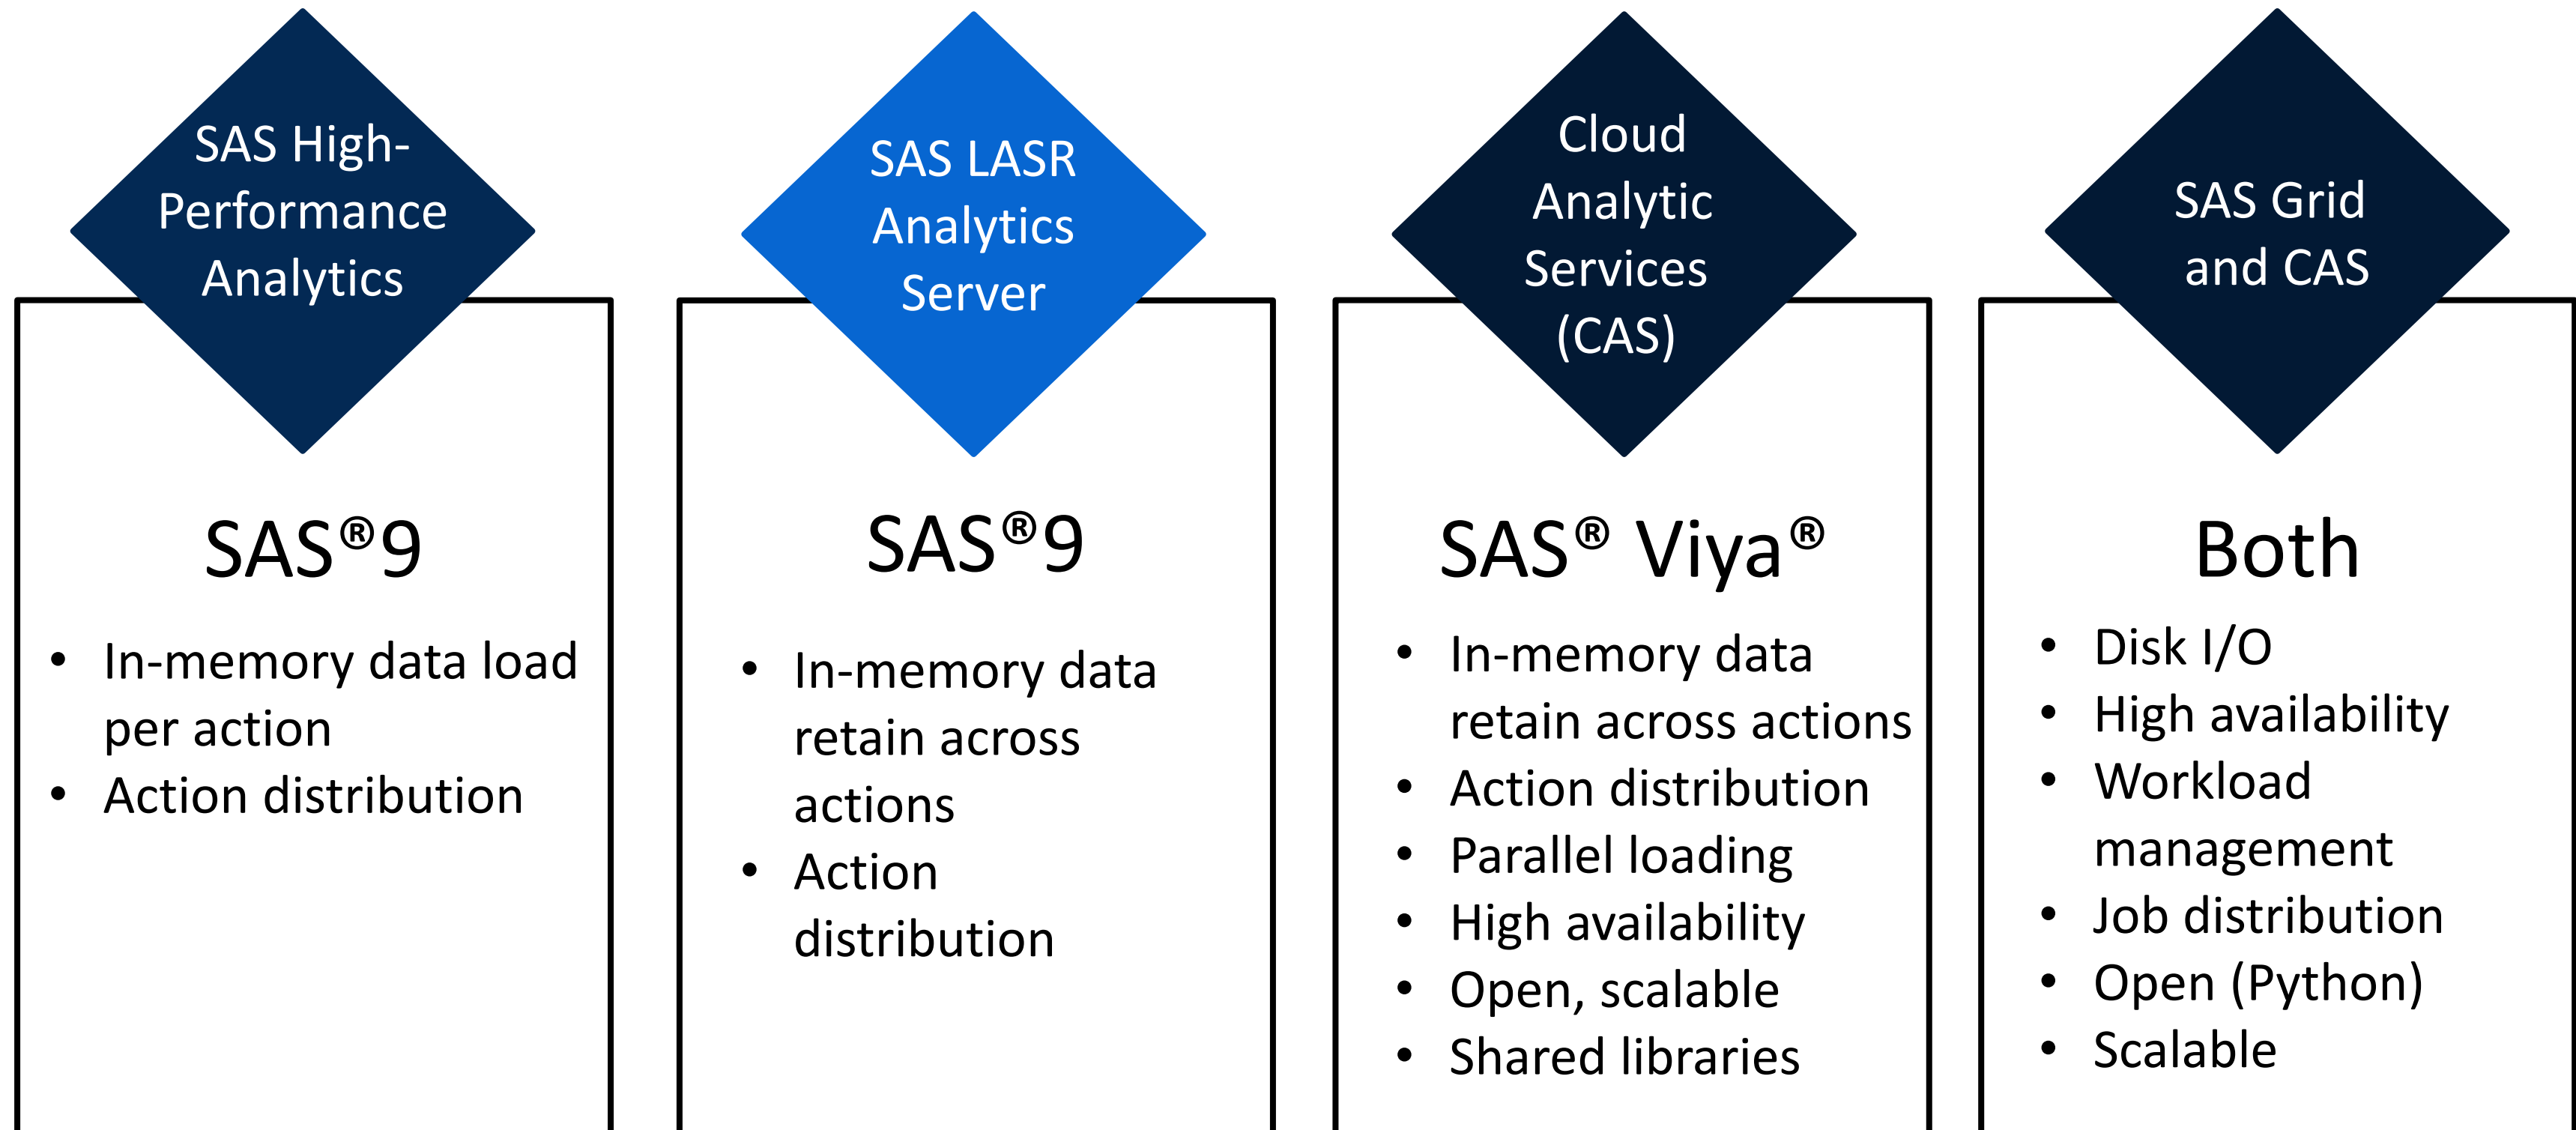 SAS High-
Performance
Analytics
SAS®9
• In-memory data load
per action
• Action distribution
SAS LASR
Analytics
Server
SAS®9
• In-memory data
retain across
actions
• Action
distribution
Cloud
Analytic
Services
(CAS)
SAS® Viya®
• In-memory data
retain across actions
• Action distribution
• Parallel loading
• High availability
• Open, scalable
• Shared libraries
SAS Grid
and CAS
Both
• Disk I/O
• High availability
• Workload
management
• Job distribution
• Open (Python)
• Scalable